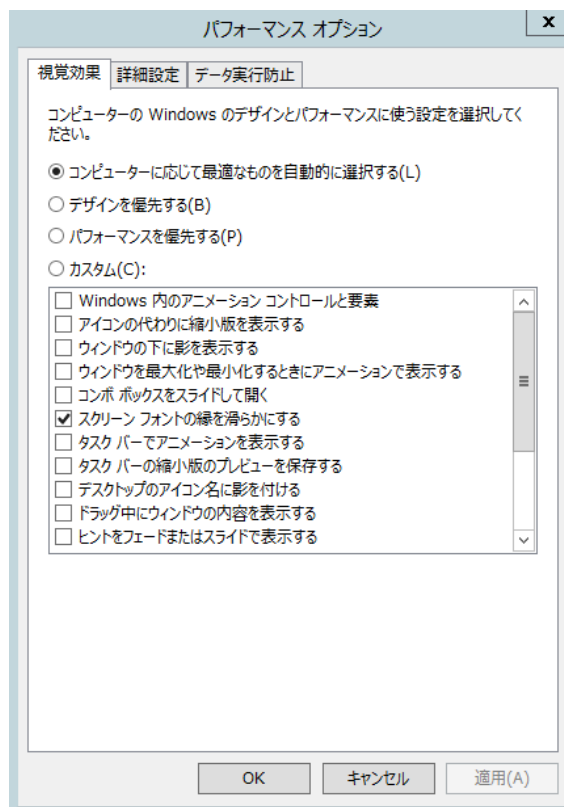 パフォーマンス オプション
x
視覚効果
詳細設定
データ実行防止
コンピューターの Windows のデザインとパフォーマンスに使う設定を選択してく
ださい。
コンピューターに応じて最適なものを自動的に選択する(L)
デザインを優先する(B)
パフォーマンスを優先する(P)
カスタム(C):
Windows 内のアニメーション コントロールと要素
アイコンの代わりに縮小版を表示する
ウィンドウの下に影を表示する
ウィンドウを最大化や最小化するときにアニメーションで表示する
コンボ ボックスをスライドして開く
スクリーン フォントの縁を滑らかにする
タスク バーでアニメーションを表示する
タスク バーの縮小版のプレビューを保存する
デスクトップのアイコン名に影を付ける
ドラッグ中にウィンドウの内容を表示する
ヒントをフェードまたはスライドで表示する
OK
キャンセル
適用(A)